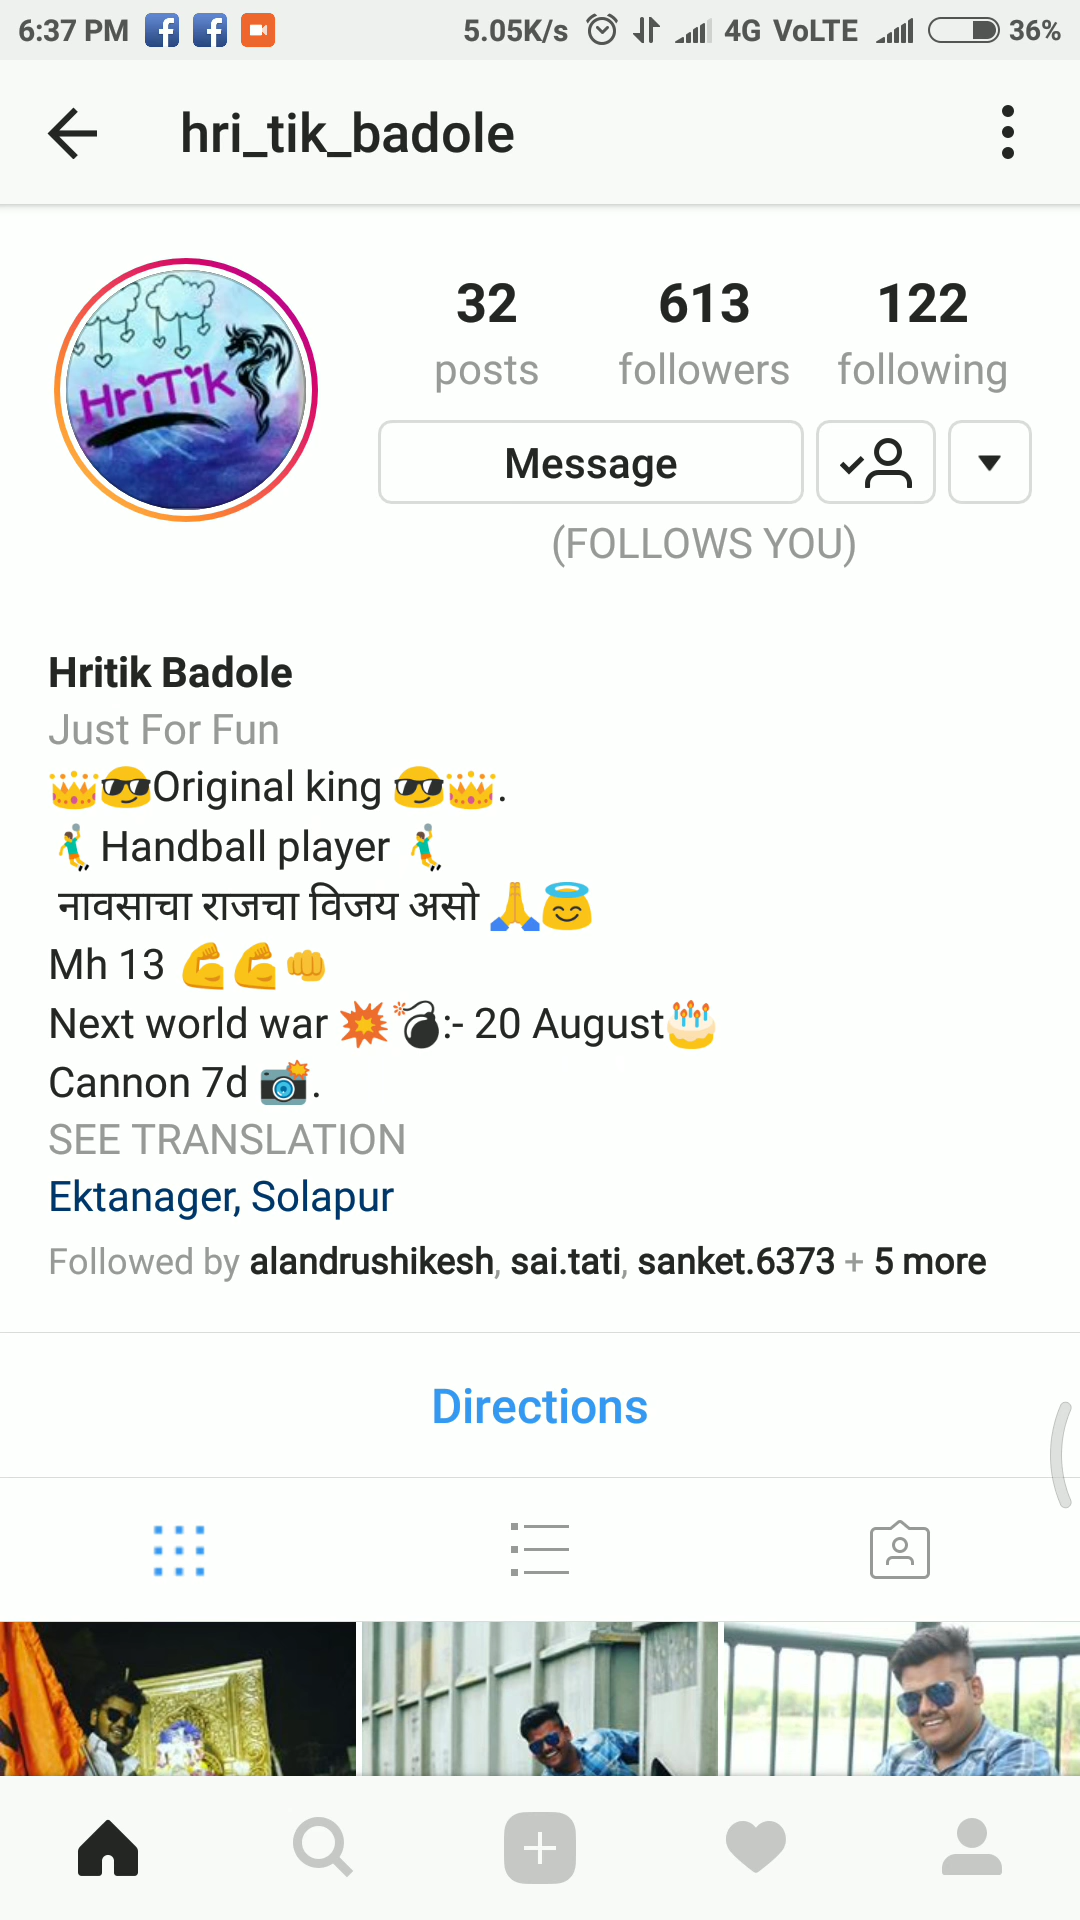 6:37 PM 5.05K/s 4G VoLTE 36%
hri_tik_badole
HriTik
32 613 122
posts followers following
Message
(FOLLOWS YOU)
Hritik Badole
Just For Fun
👑😎Original king 😎👑.
🤾‍♂️Handball player 🤾‍♂️
नावसाचा राजचा विजय असो🙏😇
Mh 13 💪💪👊
Next world war 💥💣:- 20 August🎂
Cannon 7d 📸.
SEE TRANSLATION
Ektanager, Solapur
Followed by alandrushikesh, sai.tati, sanket.6373 + 5 more
Directions